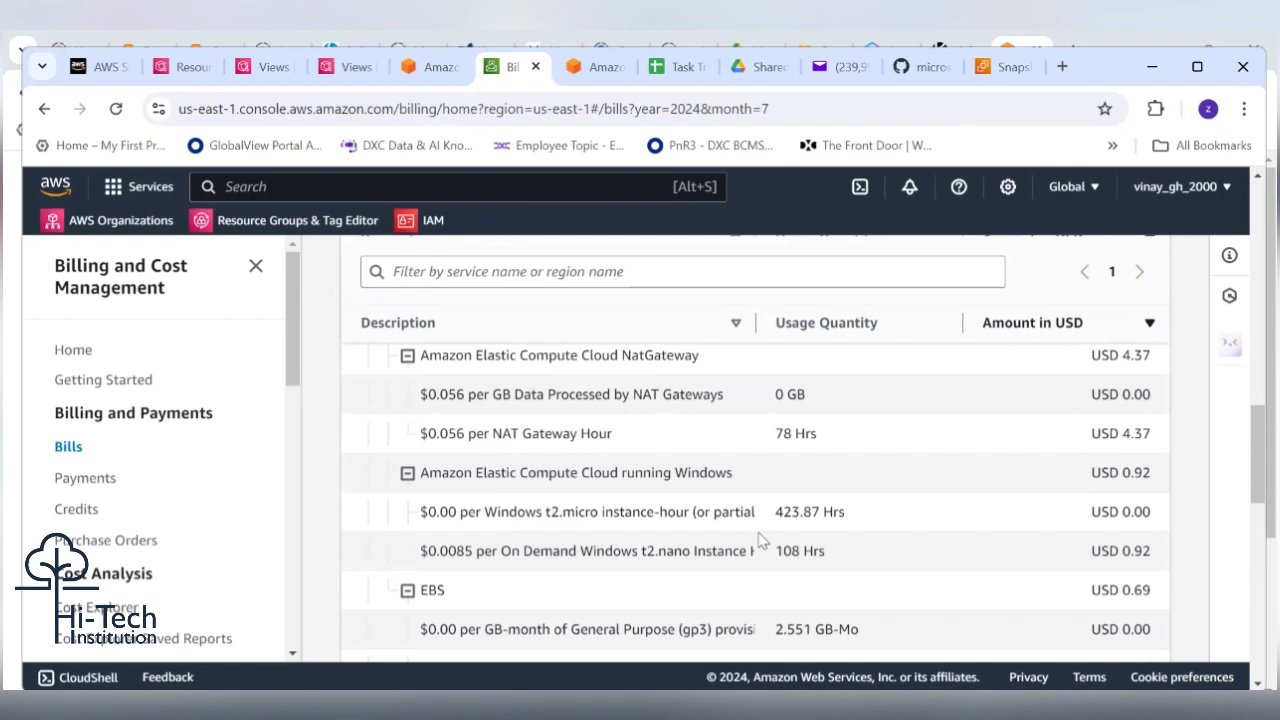 AWS S
Resour
Views
Views
Amazo
Bil
Amazo
Task Tr
Share
(239,9
micros
Snaps
us-east-1.console.aws.amazon.com/billing/home?region=us-east-1#/bills?year=2024&month=7
z
Home – My First Pr...
GlobalView Portal A...
DXC Data & AI Kno...
Employee Topic - E...
PnR3 - DXC BCMS...
The Front Door | W...
»
All Bookmarks
aws
Services
Search
[Alt+S]
Global
vinay_gh_2000
AWS Organizations
Resource Groups & Tag Editor
IAM
Billing and Cost
Management
Home
Getting Started
Billing and Payments
Bills
Payments
Credits
Purchase Orders
Cost Analysis
Cost Explorer
Cost Explorer Saved Reports
Hi-Tech
Institution
Filter by service name or region name
1
Description
Usage Quantity
Amount in USD
Amazon Elastic Compute Cloud NatGateway
USD 4.37
$0.056 per GB Data Processed by NAT Gateways
0 GB
USD 0.00
$0.056 per NAT Gateway Hour
78 Hrs
USD 4.37
Amazon Elastic Compute Cloud running Windows
USD 0.92
$0.00 per Windows t2.micro instance-hour (or partial
423.87 Hrs
USD 0.00
$0.0085 per On Demand Windows t2.nano Instance H
108 Hrs
USD 0.92
EBS
USD 0.69
$0.00 per GB-month of General Purpose (gp3) provisi
2.551 GB-Mo
USD 0.00
CloudShell
Feedback
© 2024, Amazon Web Services, Inc. or its affiliates.
Privacy
Terms
Cookie preferences